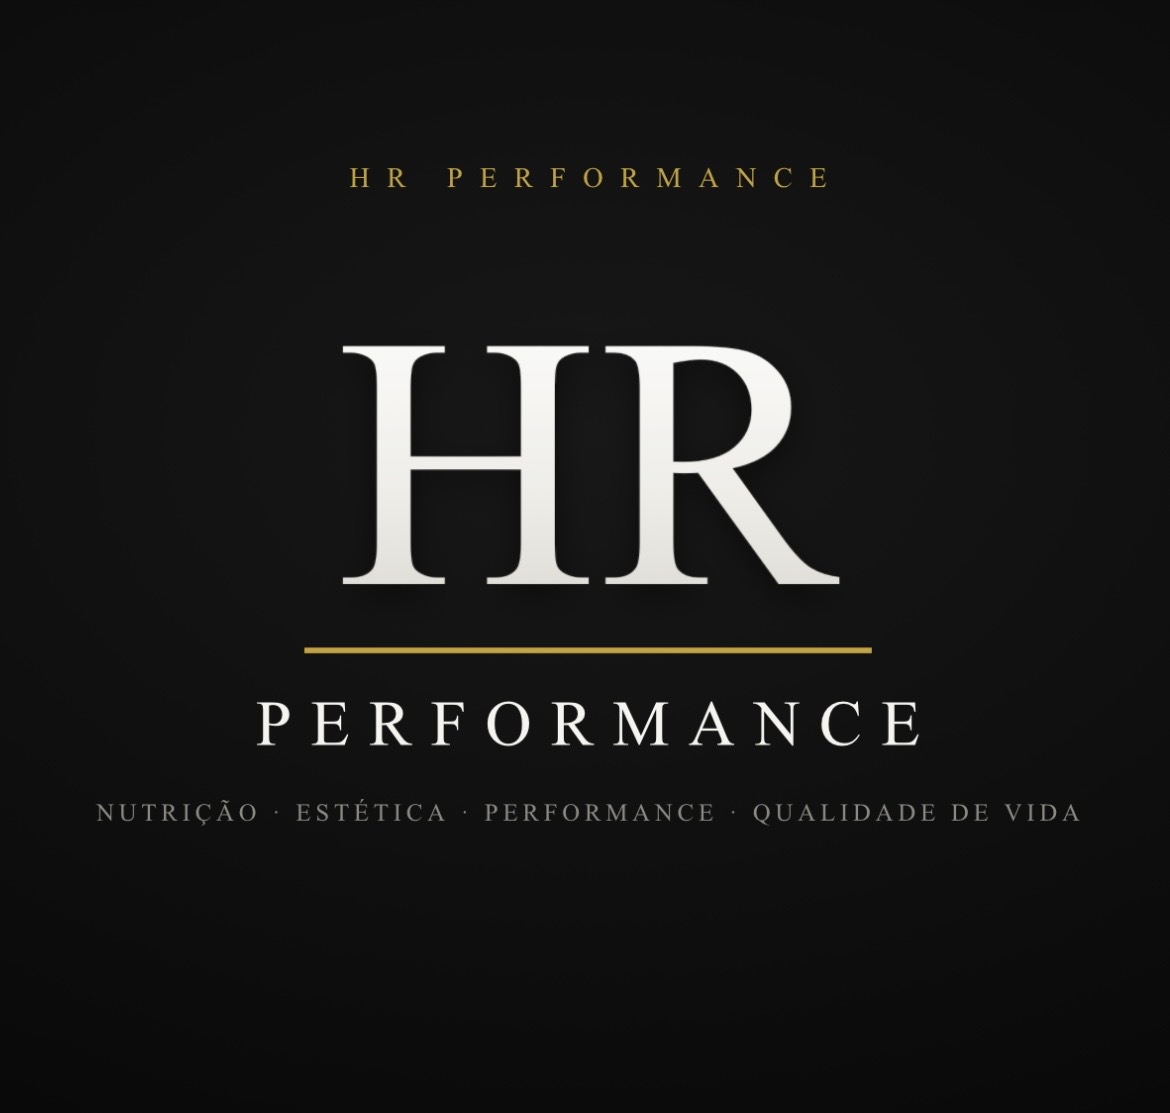 HR PERFORMANCE
HR
PERFORMANCE
NUTRIÇÃO · ESTÉTICA · PERFORMANCE · QUALIDADE DE VIDA